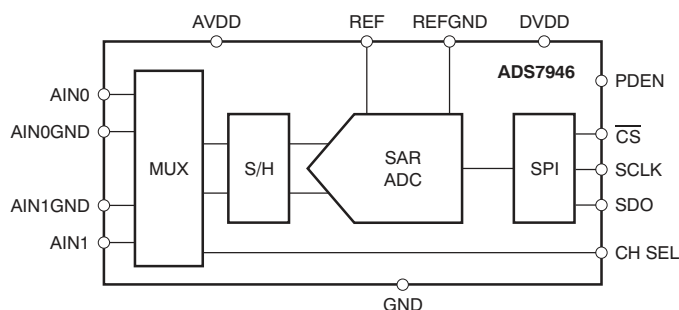 AVDD REF REFGND DVDD
ADS7946
PDEN
AIN0
AIN0GND
CS
MUX S/H SAR ADC SPI
SCLK
AIN1GND
SDO
AIN1
CH SEL
GND